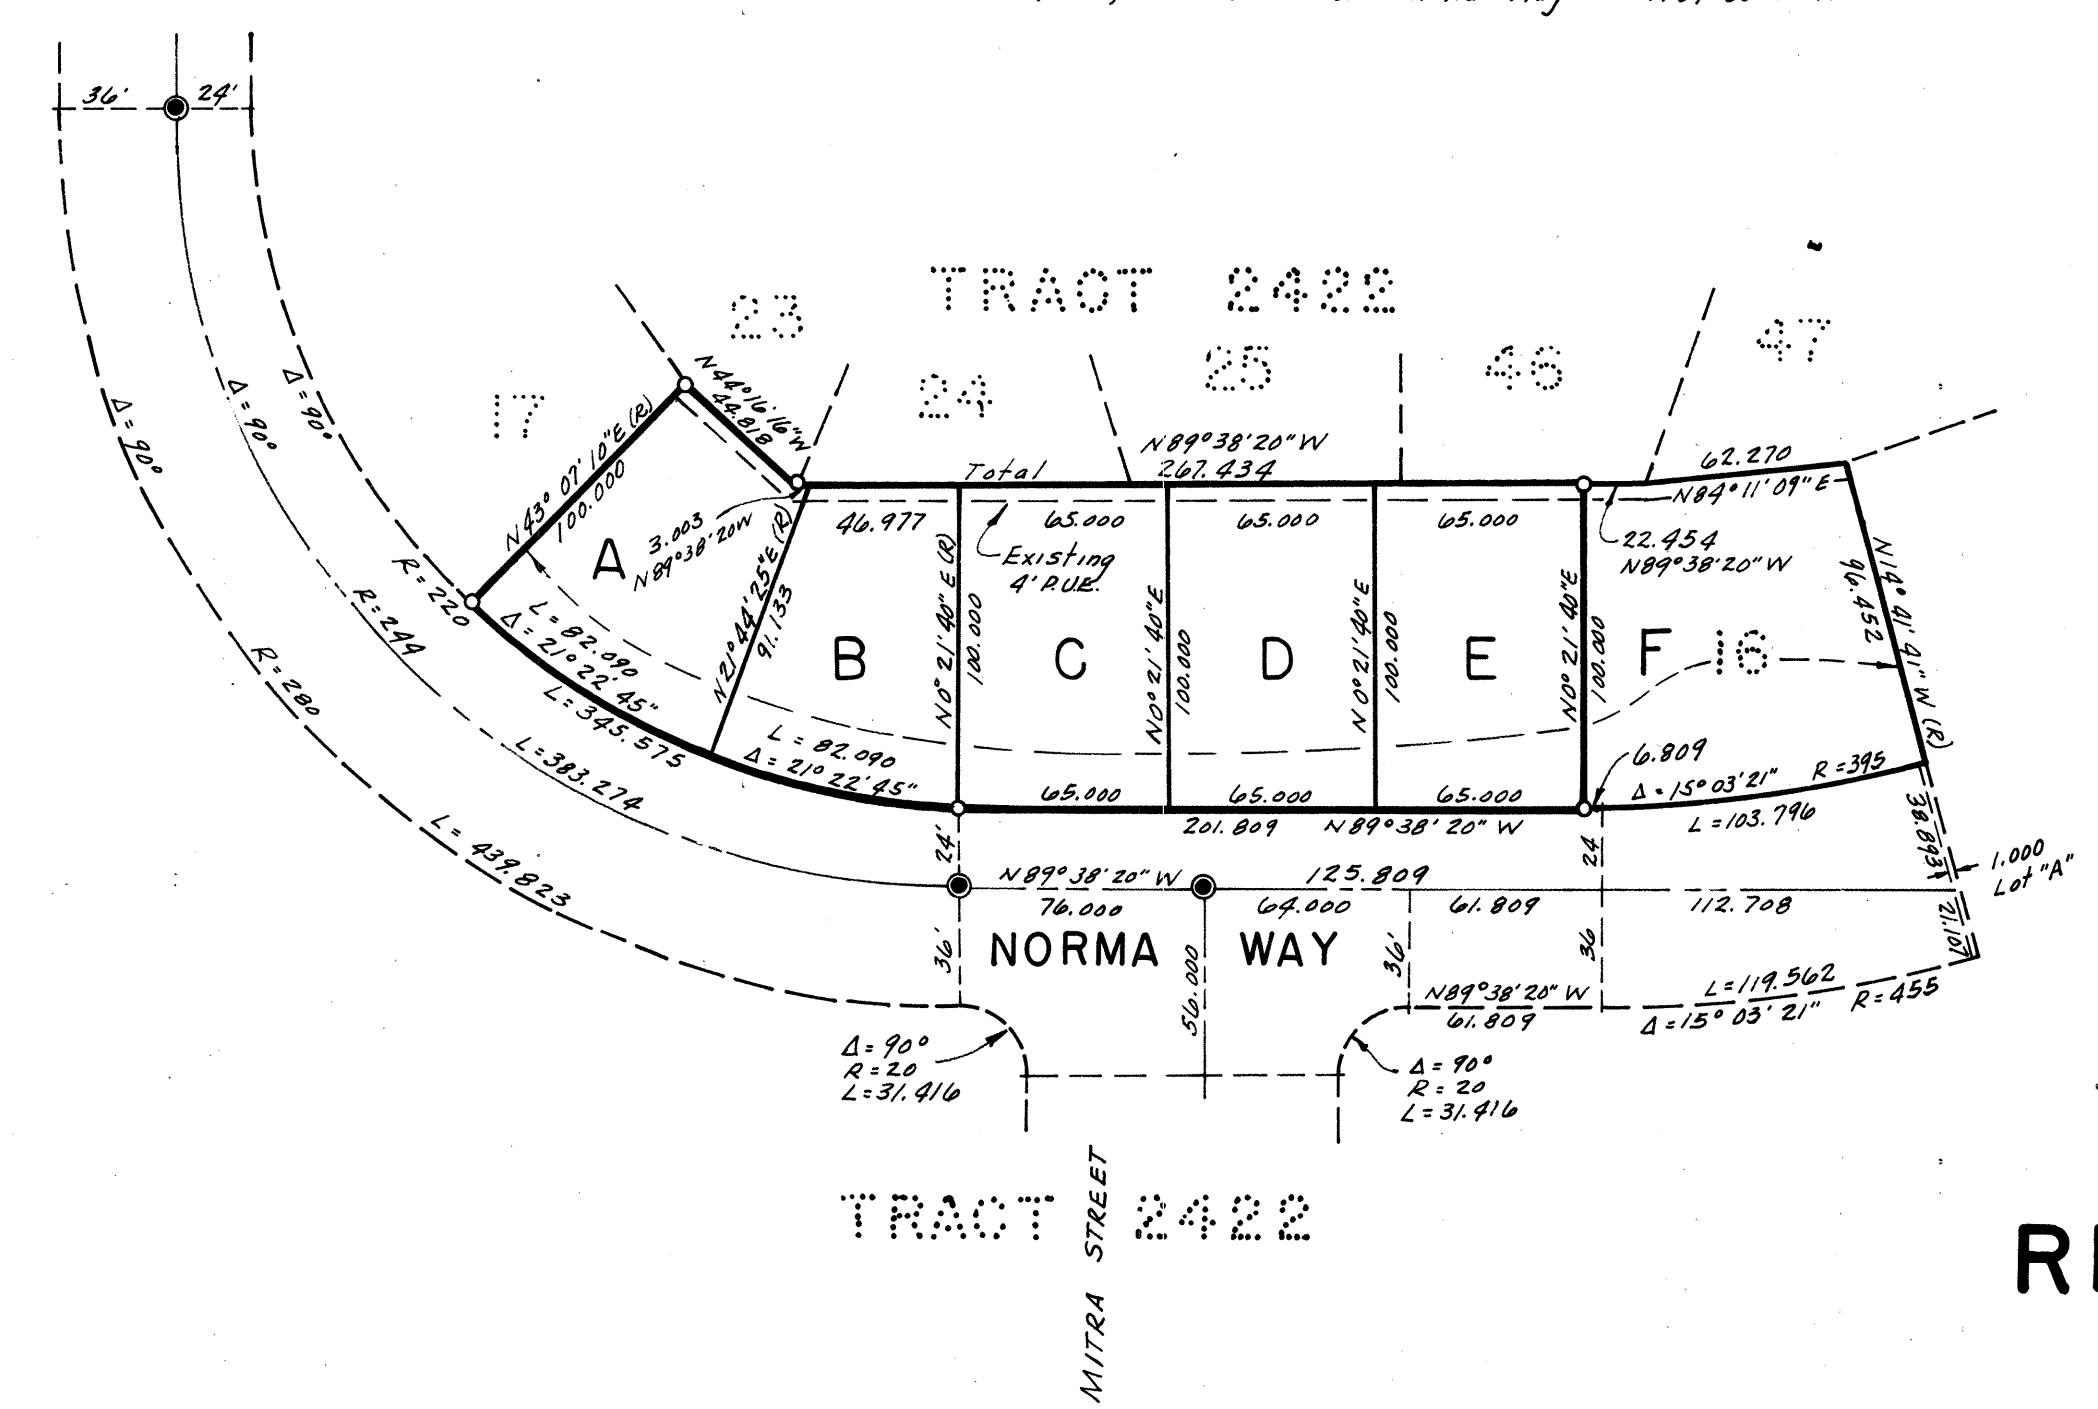 36'
24'
TRACT 2422
23
47
25
46
24
17
N44°16'16"W
44.818
N89°38'20"W
Total 267.434
62.270
N84°11'09"E
N43°07'10"E (R)
100.000
Δ=90°
Δ=90°
Δ=90°
3.003
N89°38'20W
46.977
65.000
65.000
65.000
Existing
4' P.U.E.
22.454
N89°38'20"W
N14°41'41"W (R)
96.452
A
N21°44'25"E (R)
91.133
B
N0°21'40"E (R)
100.000
C
N0°21'40"E
100.000
D
N0°21'40"E
100.000
E
N0°21'40"E
100.000
F
16
R=220
R=244
R=280
L=82.090
Δ=21°22'45"
L=345.575
L=383.274
L=439.823
L=82.090
Δ=21°22'45"
65.000
65.000
65.000
6.809
Δ=15°03'21"
R=395
201.809
N89°38'20"W
L=103.796
24'
24
38.893
1.000
Lot "A"
N89°38'20"W
125.809
76.000
64.000
61.809
112.708
21.107
36'
NORMA WAY
36'
36
56.000
N89°38'20"W
61.809
L=119.562
Δ=15°03'21"
R=455
Δ=90°
R=20
L=31.416
Δ=90°
R=20
L=31.416
TRACT 2422
MITRA STREET